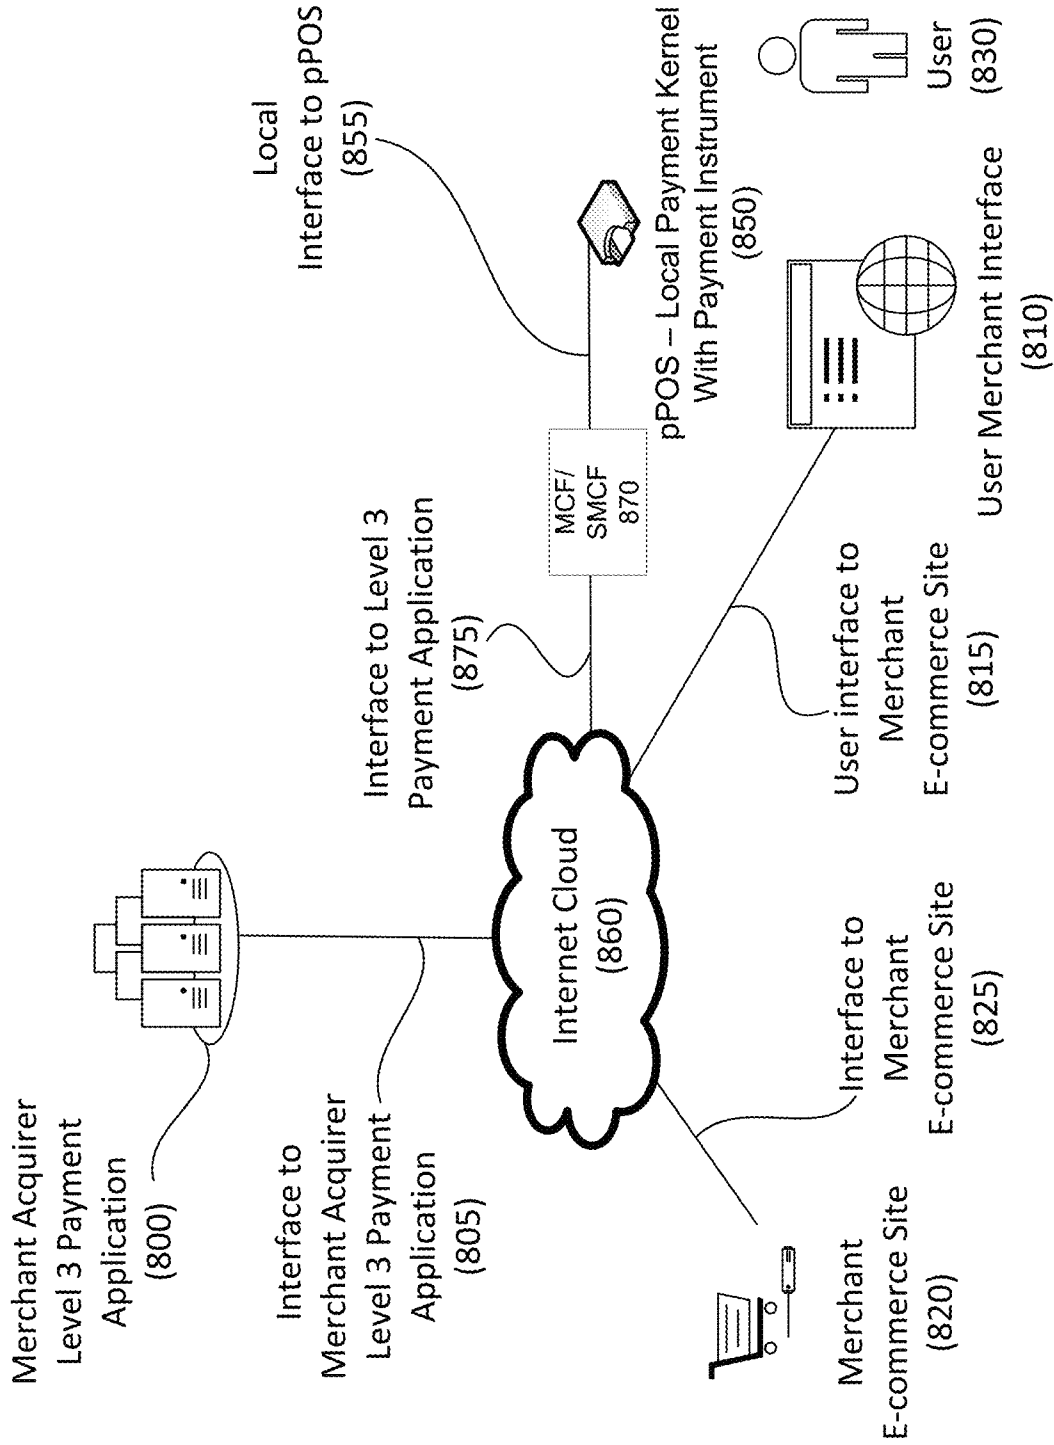 Merchant Acquirer
Level 3 Payment
Application
(800)
Interface to
Merchant Acquirer
Level 3 Payment
Application
(805)
Interface to Level 3
Payment Application
(875)
Local
Interface to pPOS
(855)
Internet Cloud
(860)
MCF/
SMCF
870
pPOS – Local Payment Kernel
With Payment Instrument
(850)
Merchant
E-commerce Site
(820)
Interface to
Merchant
E-commerce Site
(825)
User interface to
Merchant
E-commerce Site
(815)
User Merchant Interface
(810)
User
(830)